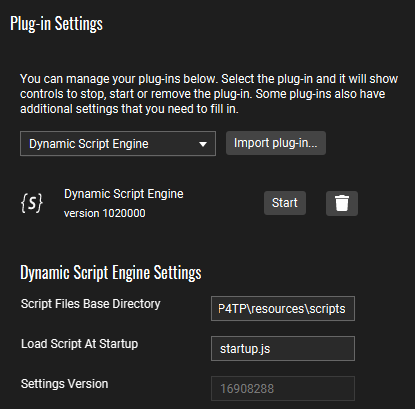 Plug-in Settings
You can manage your plug-ins below. Select the plug-in and it will show
controls to stop, start or remove the plug-in. Some plug-ins also have
additional settings that you need to fill in.
Dynamic Script Engine
Import plug-in...
{s}
Dynamic Script Engine
version 1020000
Start
Dynamic Script Engine Settings
Script Files Base Directory
P4TP\resources\scripts
Load Script At Startup
startup.js
Settings Version
16908288